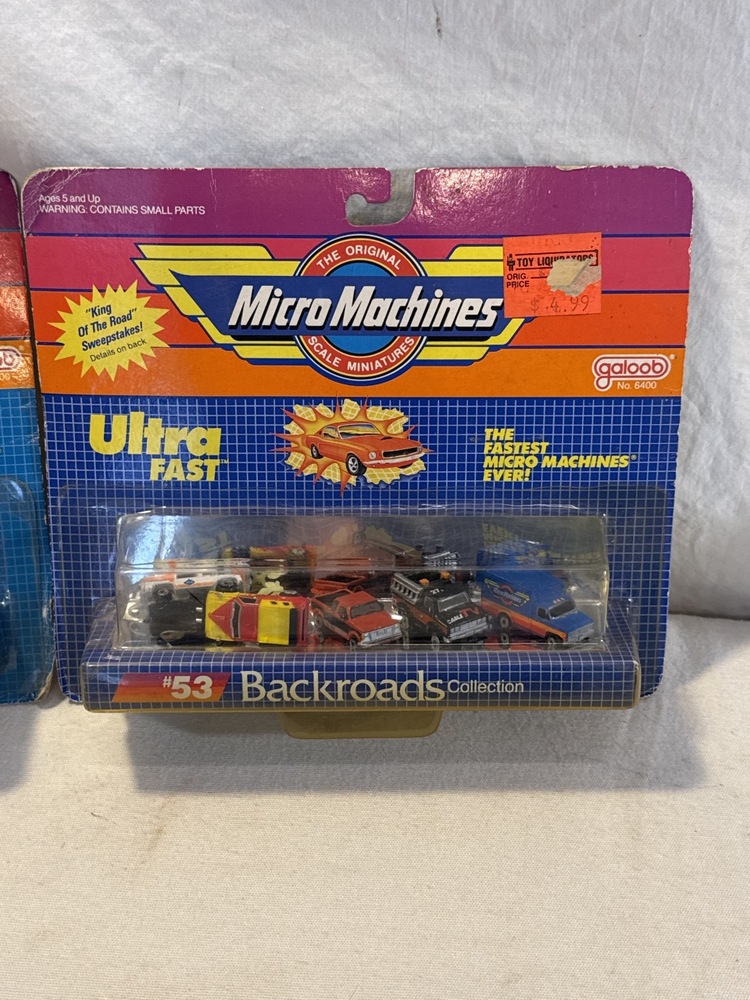 Ages 5 and Up
WARNING: CONTAINS SMALL PARTS
THE ORIGINAL
Micro Machines
SCALE MINIATURES
"King
Of The Road"
Sweepstakes!
Details on back
TOY LIQUIDATORS
ORIG.
PRICE
$4.99
galoob®
No. 6400
Ultra
FAST™
THE
FASTEST
MICRO MACHINES®
EVER!
#53 Backroads Collection